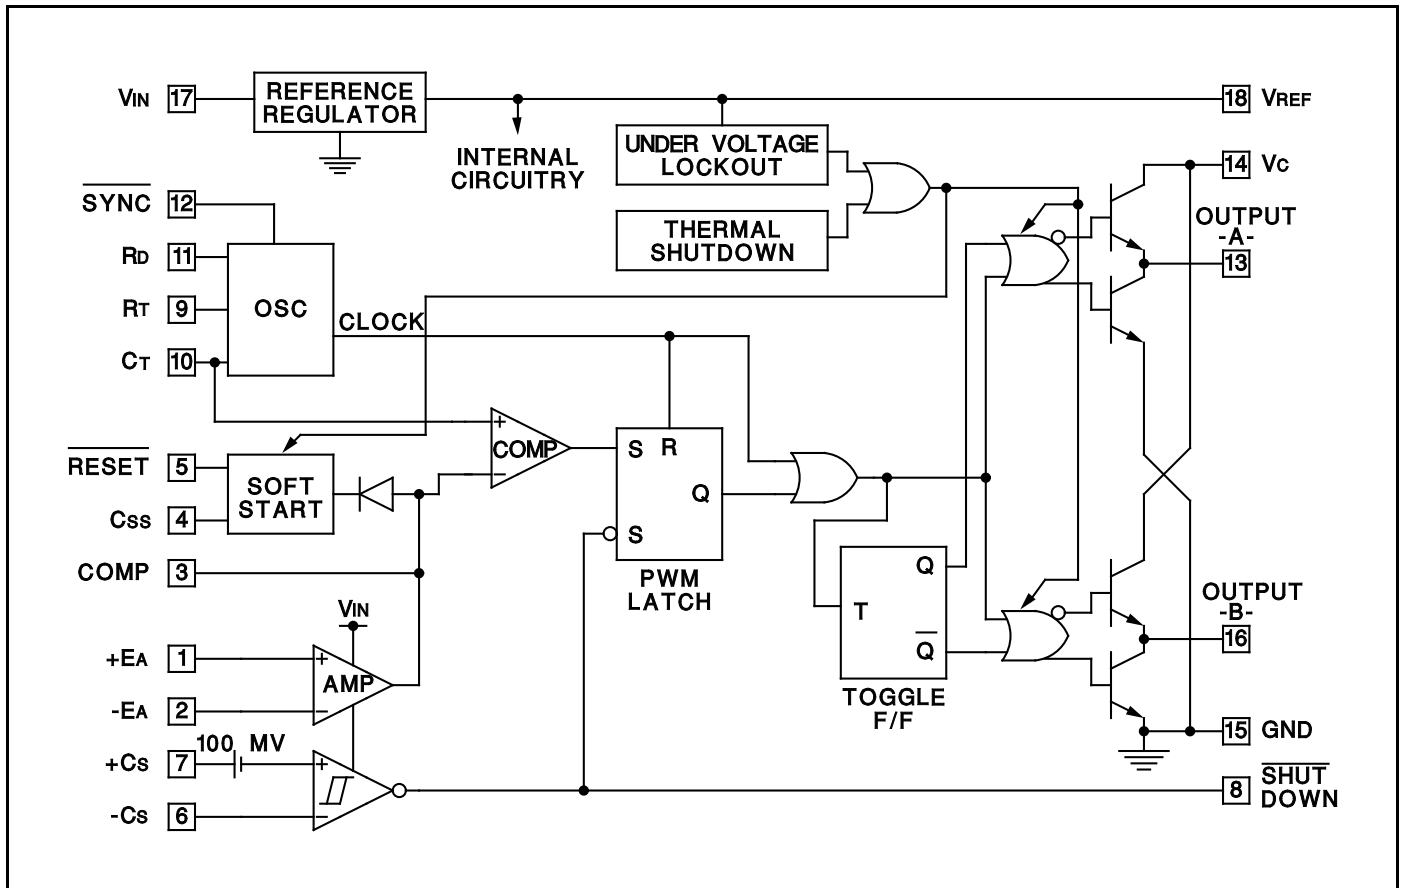 VIN 17
REFERENCE
REGULATOR
18 VREF
INTERNAL
CIRCUITRY
UNDER VOLTAGE
LOCKOUT
14 VC
SYNC 12
THERMAL
SHUTDOWN
OUTPUT
-A-
13
RD 11
RT 9
OSC
CLOCK
CT 10
RESET 5
SOFT
START
CSS 4
+
COMP
-
S R
Q
S
PWM
LATCH
COMP 3
Q
T
Q
TOGGLE
F/F
OUTPUT
-B-
16
VIN
+EA 1
+
AMP
-EA 2
-
15 GND
100 MV
+CS 7
+
-CS 6
-
8 SHUT
DOWN